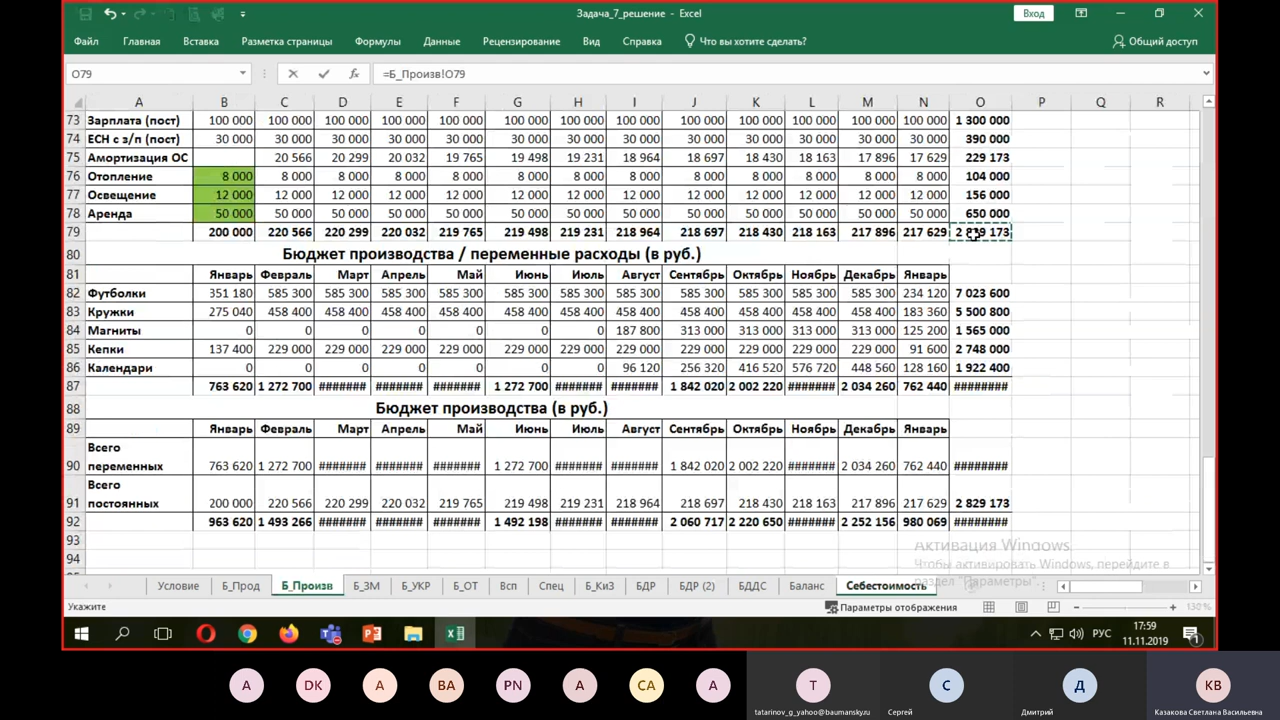 Задача_7_решение - Excel
Вход
Файл Главная Вставка Разметка страницы Формулы Данные Рецензирование Вид Справка Что вы хотите сделать? Общий доступ
O79 fx =Б_Произв!O79
A B C D E F G H I J K L M N O P Q R
73 Зарплата (пост) 100 000 100 000 100 000 100 000 100 000 100 000 100 000 100 000 100 000 100 000 100 000 100 000 100 000 1 300 000
74 ЕСН с з/п (пост) 30 000 30 000 30 000 30 000 30 000 30 000 30 000 30 000 30 000 30 000 30 000 30 000 30 000 390 000
75 Амортизация ОС 20 566 20 299 20 032 19 765 19 498 19 231 18 964 18 697 18 430 18 163 17 896 17 629 229 173
76 Отопление 8 000 8 000 8 000 8 000 8 000 8 000 8 000 8 000 8 000 8 000 8 000 8 000 8 000 104 000
77 Освещение 12 000 12 000 12 000 12 000 12 000 12 000 12 000 12 000 12 000 12 000 12 000 12 000 12 000 156 000
78 Аренда 50 000 50 000 50 000 50 000 50 000 50 000 50 000 50 000 50 000 50 000 50 000 50 000 50 000 650 000
79 200 000 220 566 220 299 220 032 219 765 219 498 219 231 218 964 218 697 218 430 218 163 217 896 217 629 2 829 173
80 Бюджет производства / переменные расходы (в руб.)
81 Январь Февраль Март Апрель Май Июнь Июль Август Сентябрь Октябрь Ноябрь Декабрь Январь
82 Футболки 351 180 585 300 585 300 585 300 585 300 585 300 585 300 585 300 585 300 585 300 585 300 585 300 234 120 7 023 600
83 Кружки 275 040 458 400 458 400 458 400 458 400 458 400 458 400 458 400 458 400 458 400 458 400 458 400 183 360 5 500 800
84 Магниты 0 0 0 0 0 0 0 187 800 313 000 313 000 313 000 313 000 125 200 1 565 000
85 Кепки 137 400 229 000 229 000 229 000 229 000 229 000 229 000 229 000 229 000 229 000 229 000 229 000 91 600 2 748 000
86 Календари 0 0 0 0 0 0 0 96 120 256 320 416 520 576 720 448 560 128 160 1 922 400
87 763 620 1 272 700 ####### ####### ####### 1 272 700 ####### ####### 1 842 020 2 002 220 ####### 2 034 260 762 440 ########
88 Бюджет производства (в руб.)
89 Январь Февраль Март Апрель Май Июнь Июль Август Сентябрь Октябрь Ноябрь Декабрь Январь
Всего
90 переменных 763 620 1 272 700 ####### ####### ####### 1 272 700 ####### ####### 1 842 020 2 002 220 ####### 2 034 260 762 440 ########
Всего
91 постоянных 200 000 220 566 220 299 220 032 219 765 219 498 219 231 218 964 218 697 218 430 218 163 217 896 217 629 2 829 173
92 963 620 1 493 266 ####### ####### ####### 1 492 198 ####### ####### 2 060 717 2 220 650 ####### 2 252 156 980 069 ########
93
94
Активация Windows
Чтобы активировать Windows, перейдите в
раздел "Параметры".
Условие Б_Прод Б_Произв Б_ЗМ Б_УКР Б_ОТ Всп Спец Б_КиЗ БДР БДР (2) БДДС Баланс Себестоимость
Укажите Параметры отображения 130 %
РУС 17:59
11.11.2019
1
A DK A BA PN A CA A T С Д КВ
tatarinov_g_yahoo@baumansky.ru Сергей Дмитрий Казакова Светлана Васильевна